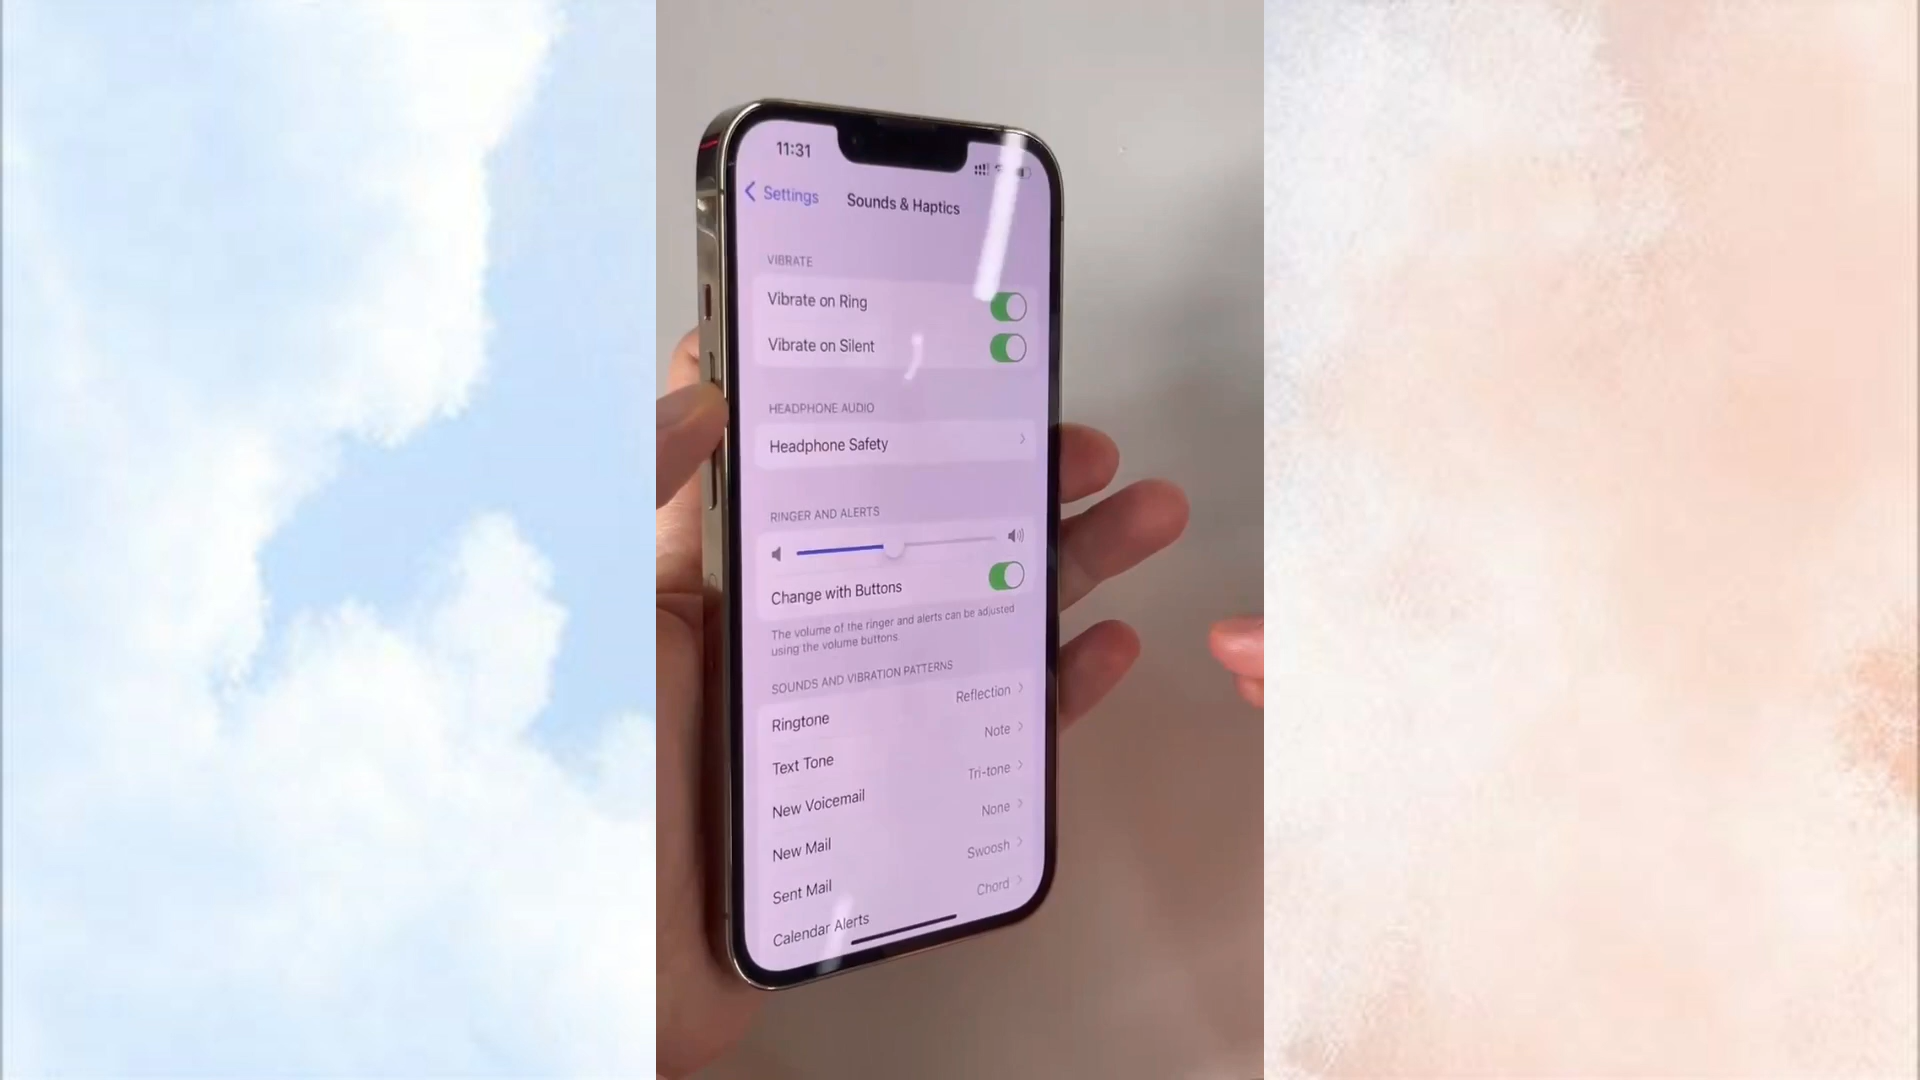 11:31
Settings
Sounds & Haptics
VIBRATE
Vibrate on Ring
Vibrate on Silent
HEADPHONE AUDIO
Headphone Safety
RINGER AND ALERTS
Change with Buttons
The volume of the ringer and alerts can be adjusted
using the volume buttons.
SOUNDS AND VIBRATION PATTERNS
Ringtone Reflection
Text Tone Note
New Voicemail Tri-tone
New Mail None
Sent Mail Swoosh
Calendar Alerts Chord